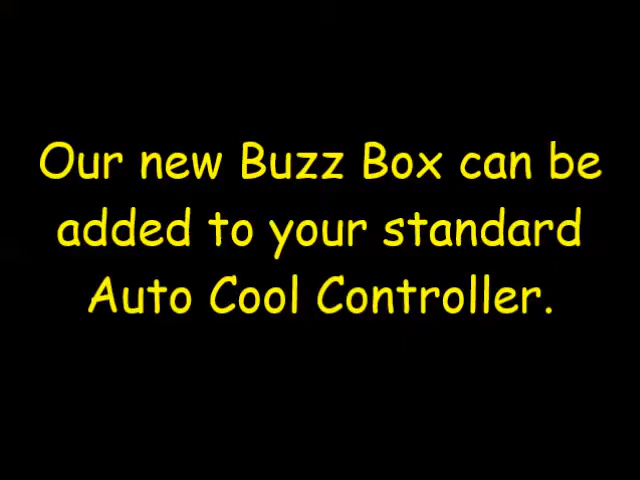 Our new Buzz Box can be
added to your standard
Auto Cool Controller.